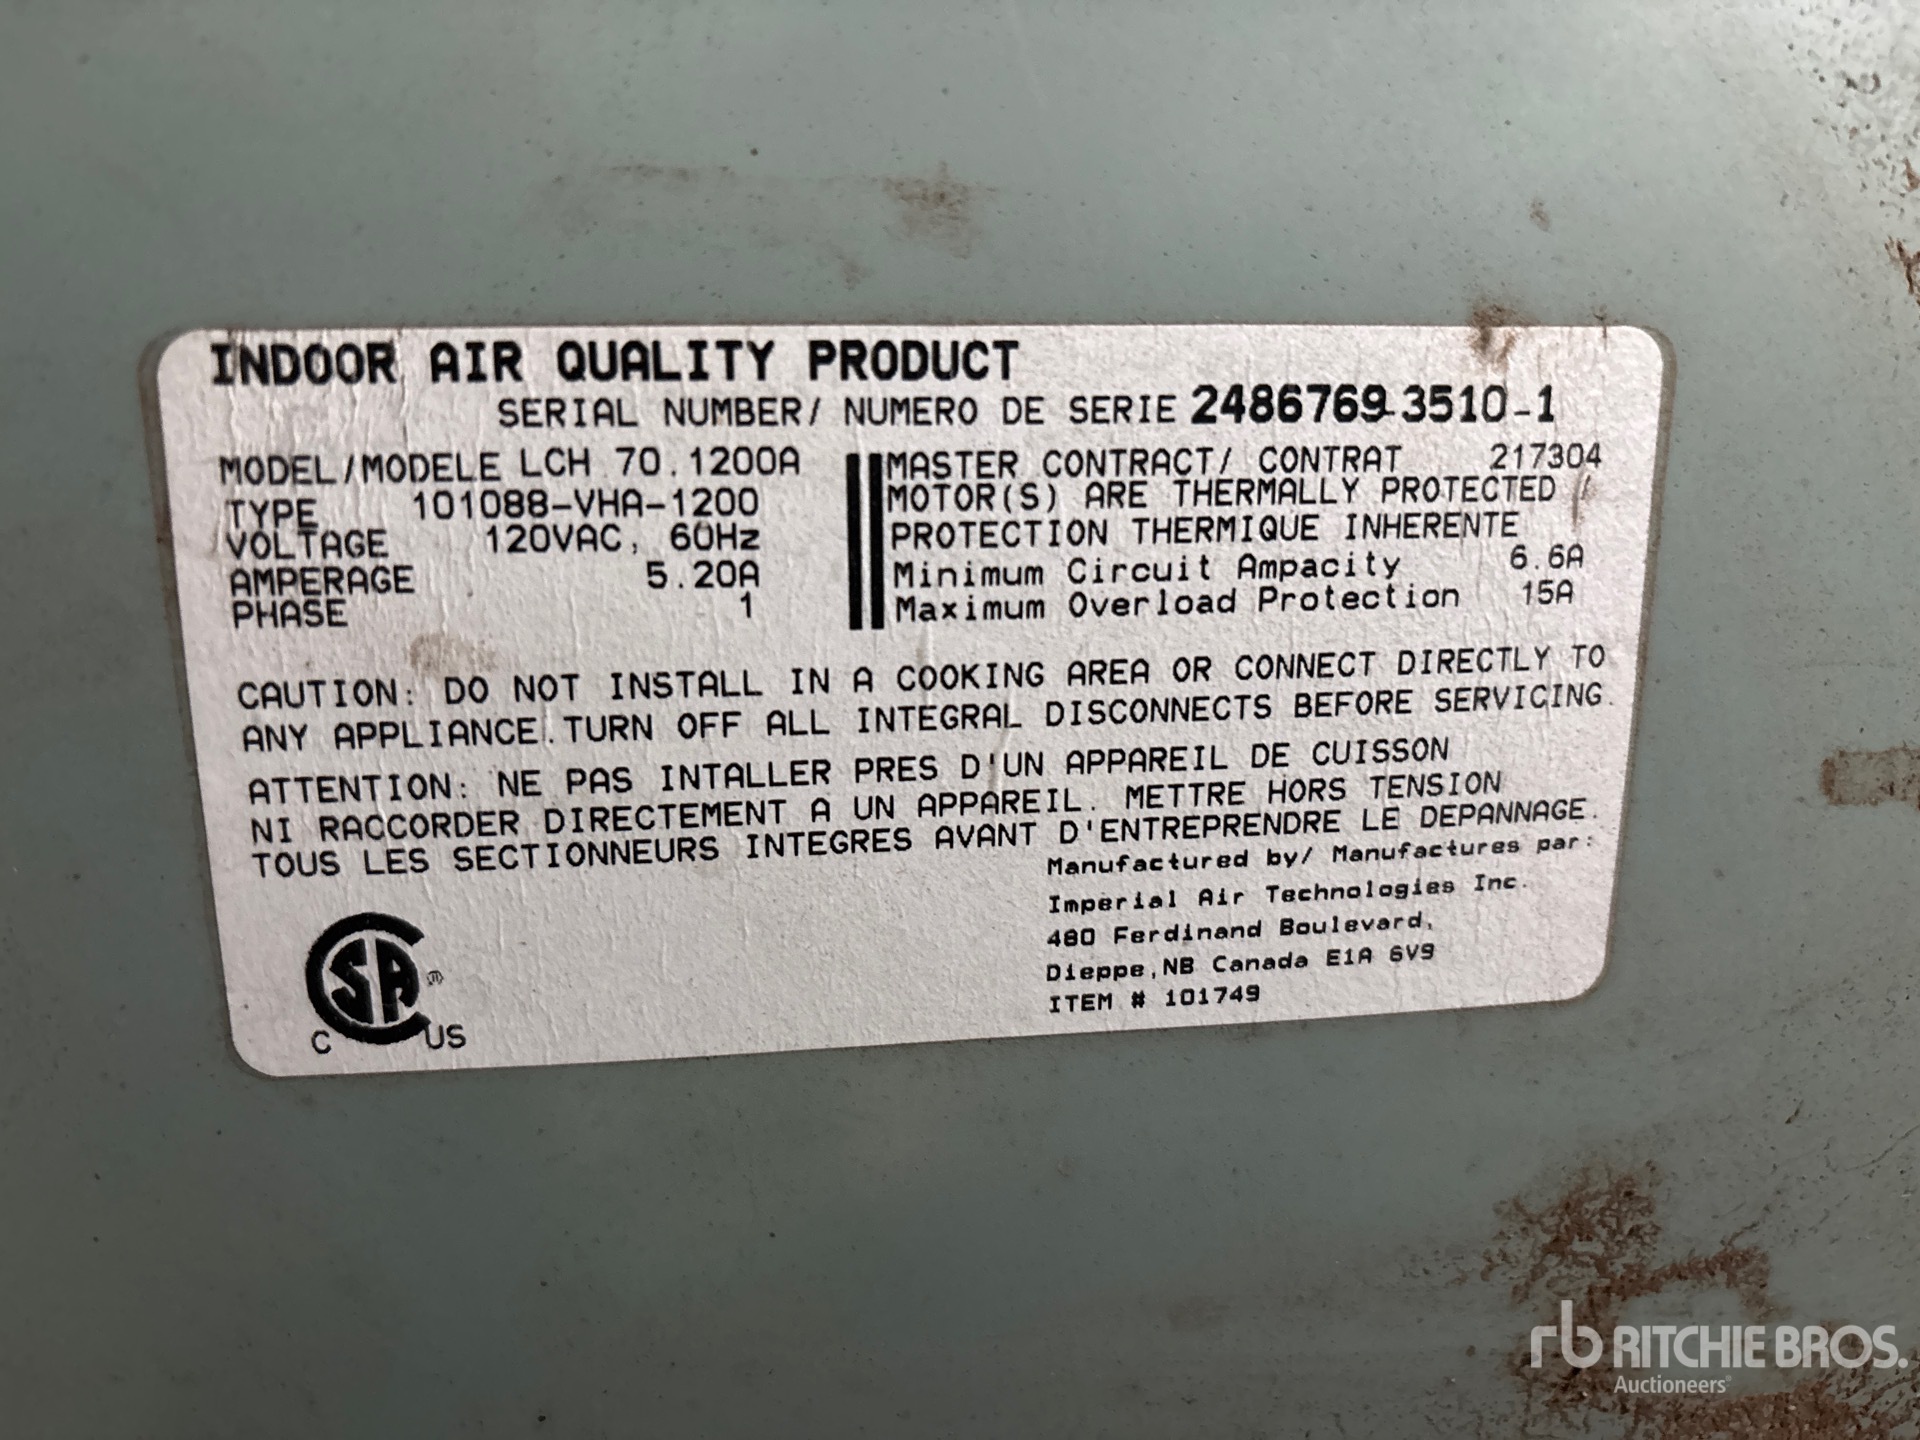 INDOOR AIR QUALITY PRODUCT
SERIAL NUMBER/ NUMERO DE SERIE 2486769-3510-1
MODEL/MODELE LCH 70.1200A
TYPE 101088-VHA-1200
VOLTAGE 120VAC, 60Hz
AMPERAGE 5.20A
PHASE 1
MASTER CONTRACT/ CONTRAT 217304
MOTOR(S) ARE THERMALLY PROTECTED /
PROTECTION THERMIQUE INHERENTE
Minimum Circuit Ampacity 6.6A
Maximum Overload Protection 15A
CAUTION: DO NOT INSTALL IN A COOKING AREA OR CONNECT DIRECTLY TO
ANY APPLIANCE.TURN OFF ALL INTEGRAL DISCONNECTS BEFORE SERVICING.
ATTENTION: NE PAS INTALLER PRES D'UN APPAREIL DE CUISSON
NI RACCORDER DIRECTEMENT A UN APPAREIL. METTRE HORS TENSION
TOUS LES SECTIONNEURS INTEGRES AVANT D'ENTREPRENDRE LE DEPANNAGE.
Manufactured by/ Manufactures par:
Imperial Air Technologies Inc.
480 Ferdinand Boulevard,
Dieppe,NB Canada E1A 6V9
ITEM # 101749
CSA ®
C US
rb RITCHIE BROS.
Auctioneers